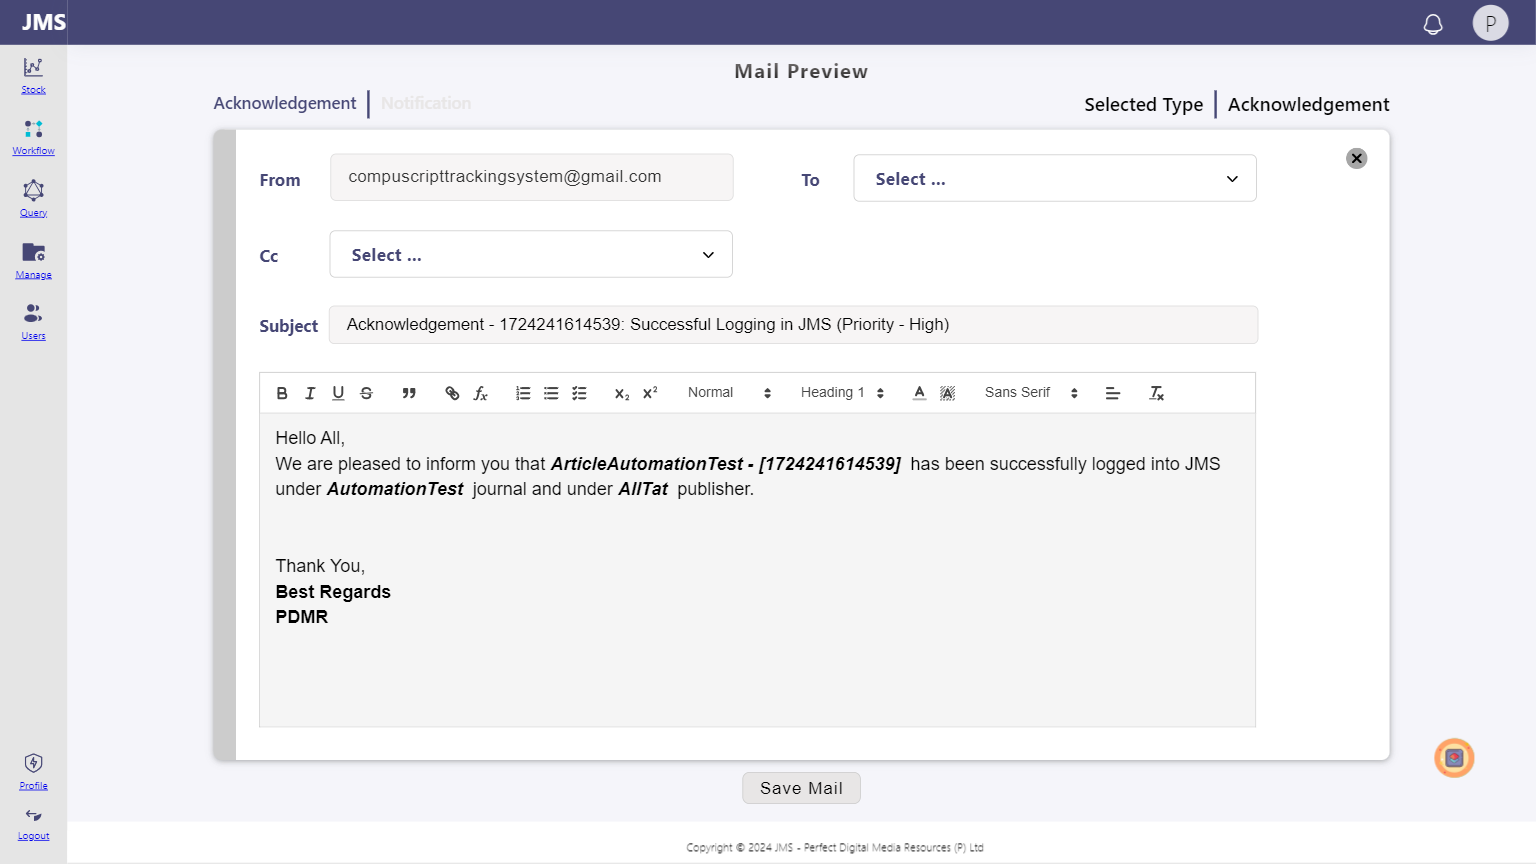 JMS
P
Stock
Workflow
Query
Manage
Users
Profile
Logout
Mail Preview
Acknowledgement
Notification
Selected Type
Acknowledgement
From
compuscripttrackingsystem@gmail.com
To
Select ...
Cc
Select ...
Subject
Acknowledgement - 1724241614539: Successful Logging in JMS (Priority - High)
Normal
Heading 1
Sans Serif
Hello All,
We are pleased to inform you that ArticleAutomationTest - [1724241614539] has been successfully logged into JMS
under AutomationTest journal and under AllTat publisher.
Thank You,
Best Regards
PDMR
Save Mail
Copyright © 2024 JMS - Perfect Digital Media Resources (P) Ltd